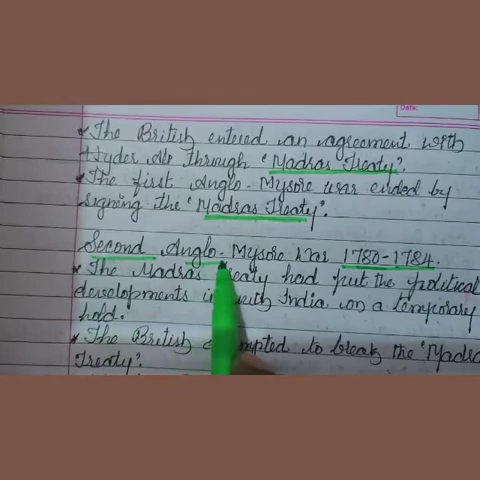 Date:
* The British entered an agreement with
Hyder Ali through 'Madras Treaty'.
* The first Anglo-Mysore war ended by
signing the 'Madras Treaty'.
Second Anglo-Mysore War 1780-1784.
* The Madras Treaty had put the political
developments in South India on a temporary
hold.
* The British attempted to break the 'Madras
Treaty'.